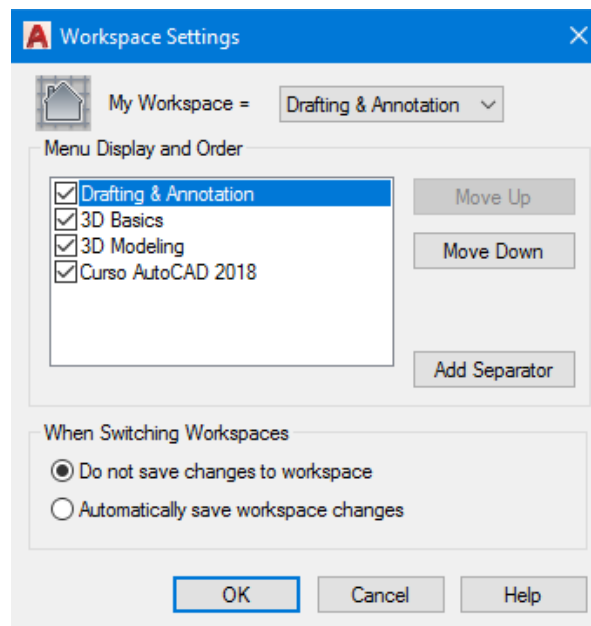 Workspace Settings
My Workspace = Drafting & Annotation
Menu Display and Order
Drafting & Annotation
3D Basics
3D Modeling
Curso AutoCAD 2018
Move Up
Move Down
Add Separator
When Switching Workspaces
Do not save changes to workspace
Automatically save workspace changes
OK Cancel Help